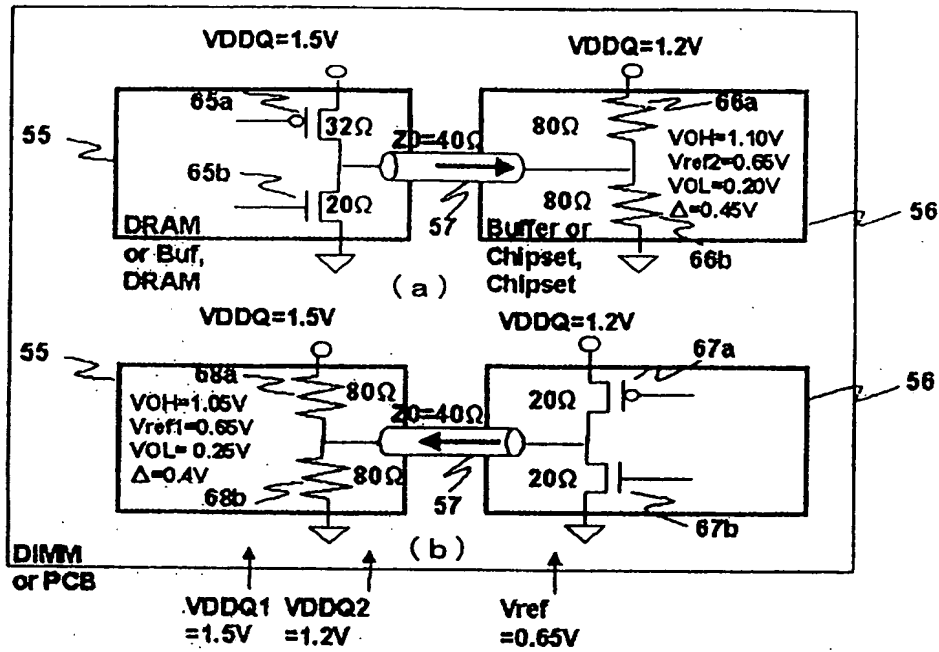 VDDQ=1.5V
VDDQ=1.2V
65a
66a
55
32Ω
Z0=40Ω
80Ω
VOH=1.10V
Vref2=0.65V
VOL=0.20V
Δ=0.45V
65b
20Ω
57
80Ω
56
DRAM
or Buf,
DRAM
Buffer or
Chipset,
Chipset
66b
(a)
VDDQ=1.5V
VDDQ=1.2V
55
68a
67a
56
VOH=1.05V
Vref1=0.65V
VOL= 0.25V
Δ=0.4V
80Ω
Z0=40Ω
20Ω
68b
80Ω
57
20Ω
67b
(b)
DIMM
or PCB
VDDQ1
=1.5V
VDDQ2
=1.2V
Vref
=0.65V